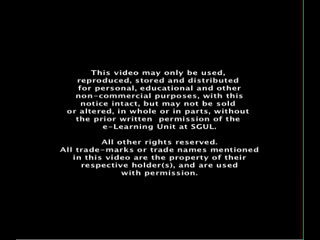 This video may only be used,
reproduced, stored and distributed
for personal, educational and other
non-commercial purposes, with this
notice intact, but may not be sold
or altered, in whole or in parts, without
the prior written permission of the
e-Learning Unit at SGUL.
All other rights reserved.
All trade-marks or trade names mentioned
in this video are the property of their
respective holder(s), and are used
with permission.